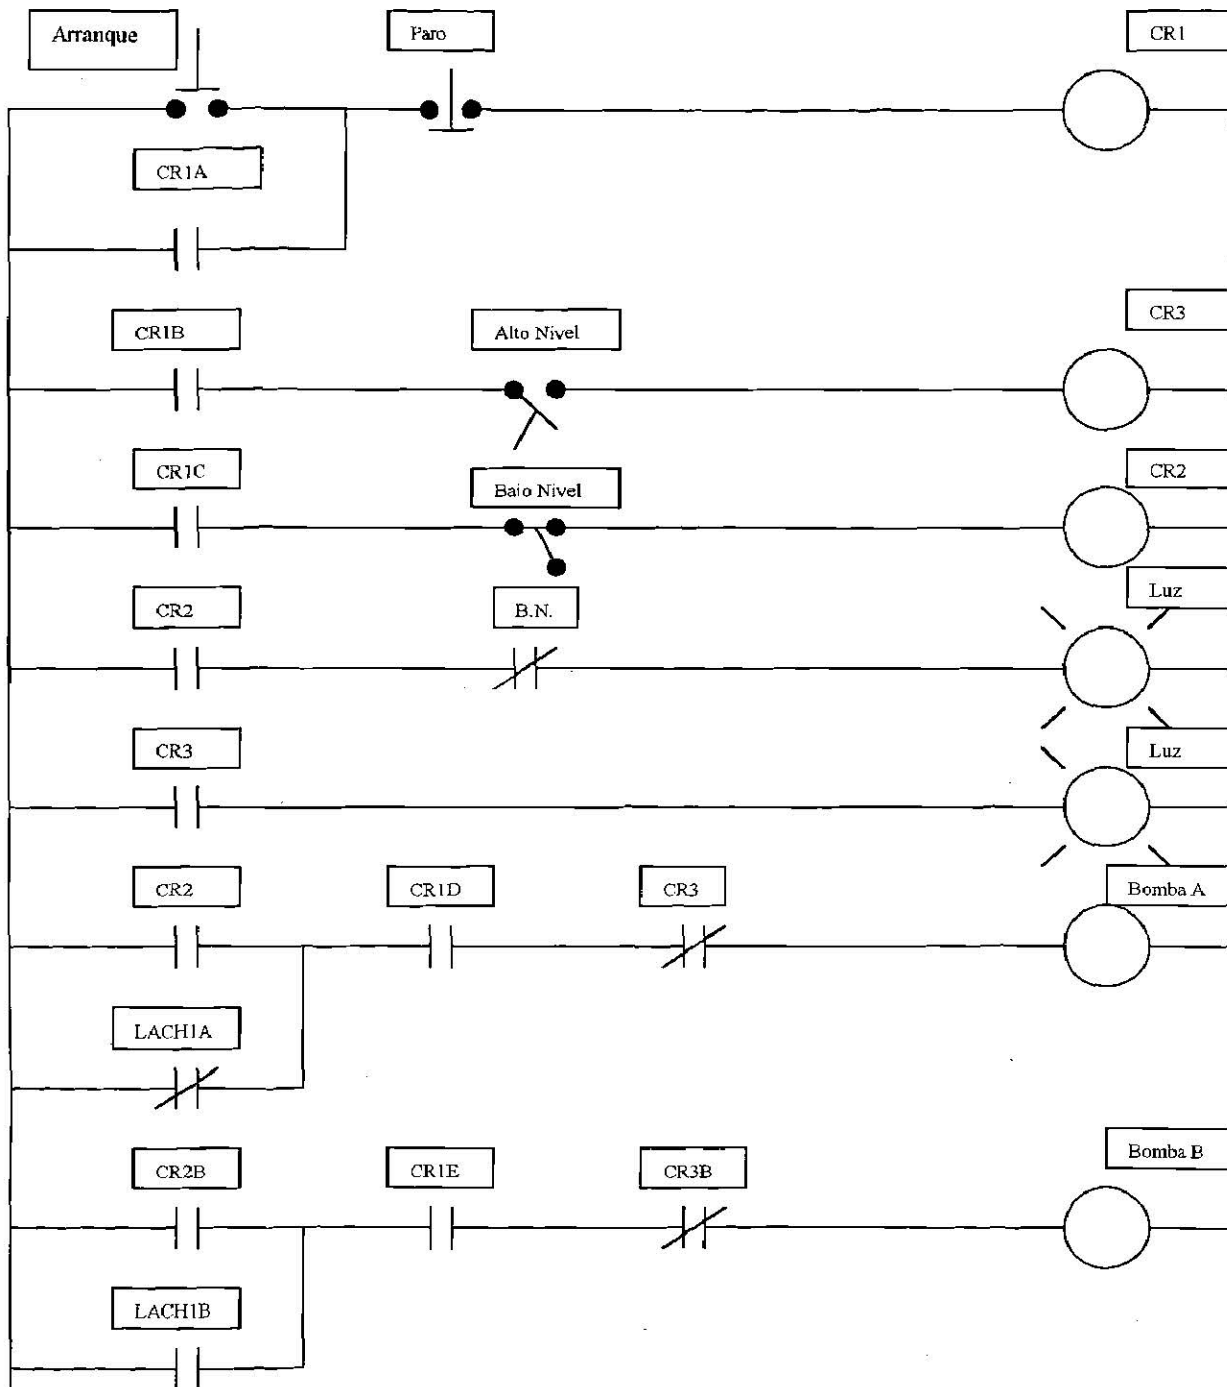 Arranque
Paro
CR1
CR1A
CR1B
Alto Nivel
CR3
CR1C
Bajo Nivel
CR2
CR2
B.N.
Luz
CR3
Luz
CR2
CR1D
CR3
Bomba A
LACH1A
CR2B
CR1E
CR3B
Bomba B
LACH1B